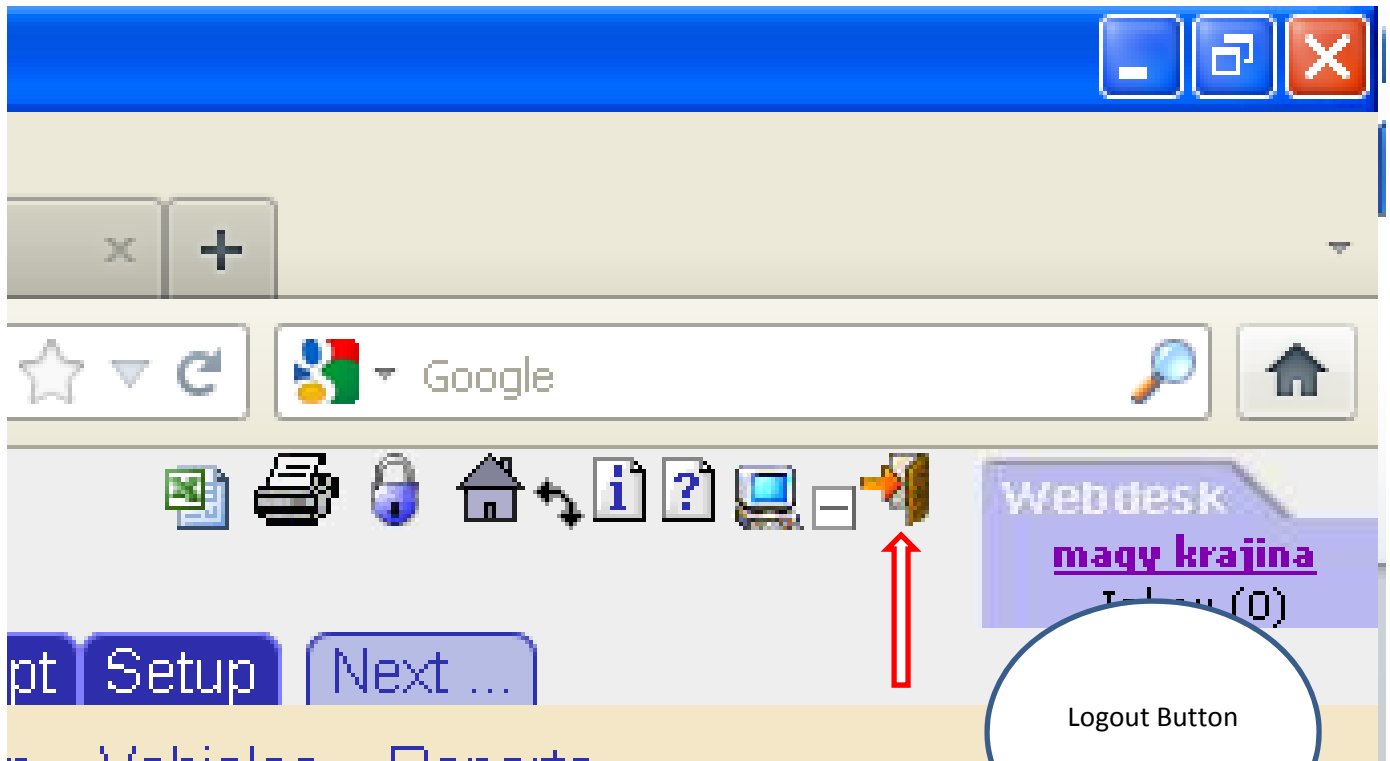 Google
Webdesk
magy krajina
Inbox (0)
pt Setup Next ...
Logout Button
Vehicles Reports